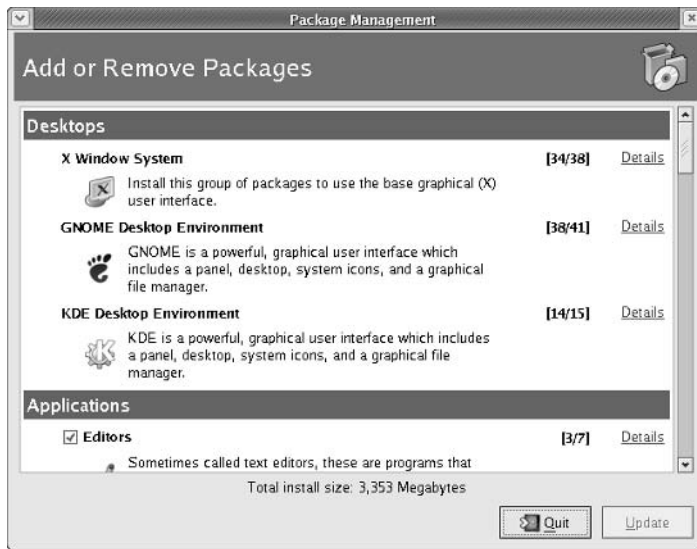 Package Management
Add or Remove Packages
Desktops
X Window System [34/38] Details
Install this group of packages to use the base graphical (X)
user interface.
GNOME Desktop Environment [38/41] Details
GNOME is a powerful, graphical user interface which
includes a panel, desktop, system icons, and a graphical
file manager.
KDE Desktop Environment [14/15] Details
KDE is a powerful, graphical user interface which includes
a panel, desktop, system icons, and a graphical file
manager.
Applications
Editors [3/7] Details
Sometimes called text editors, these are programs that
Total install size: 3,353 Megabytes
Quit Update